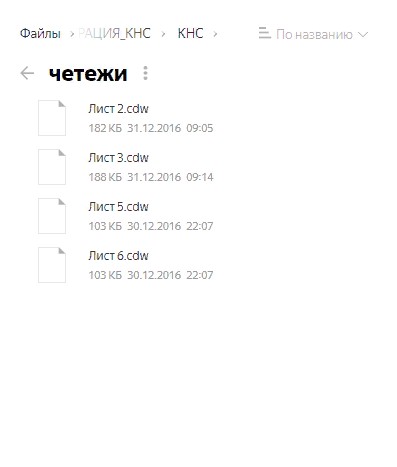 Файлы > РАЦИЯ_КНС > КНС > По названию
четежи
Лист 2.cdw
182 КБ 31.12.2016 09:05
Лист 3.cdw
188 КБ 31.12.2016 09:14
Лист 5.cdw
103 КБ 30.12.2016 22:07
Лист 6.cdw
103 КБ 30.12.2016 22:07